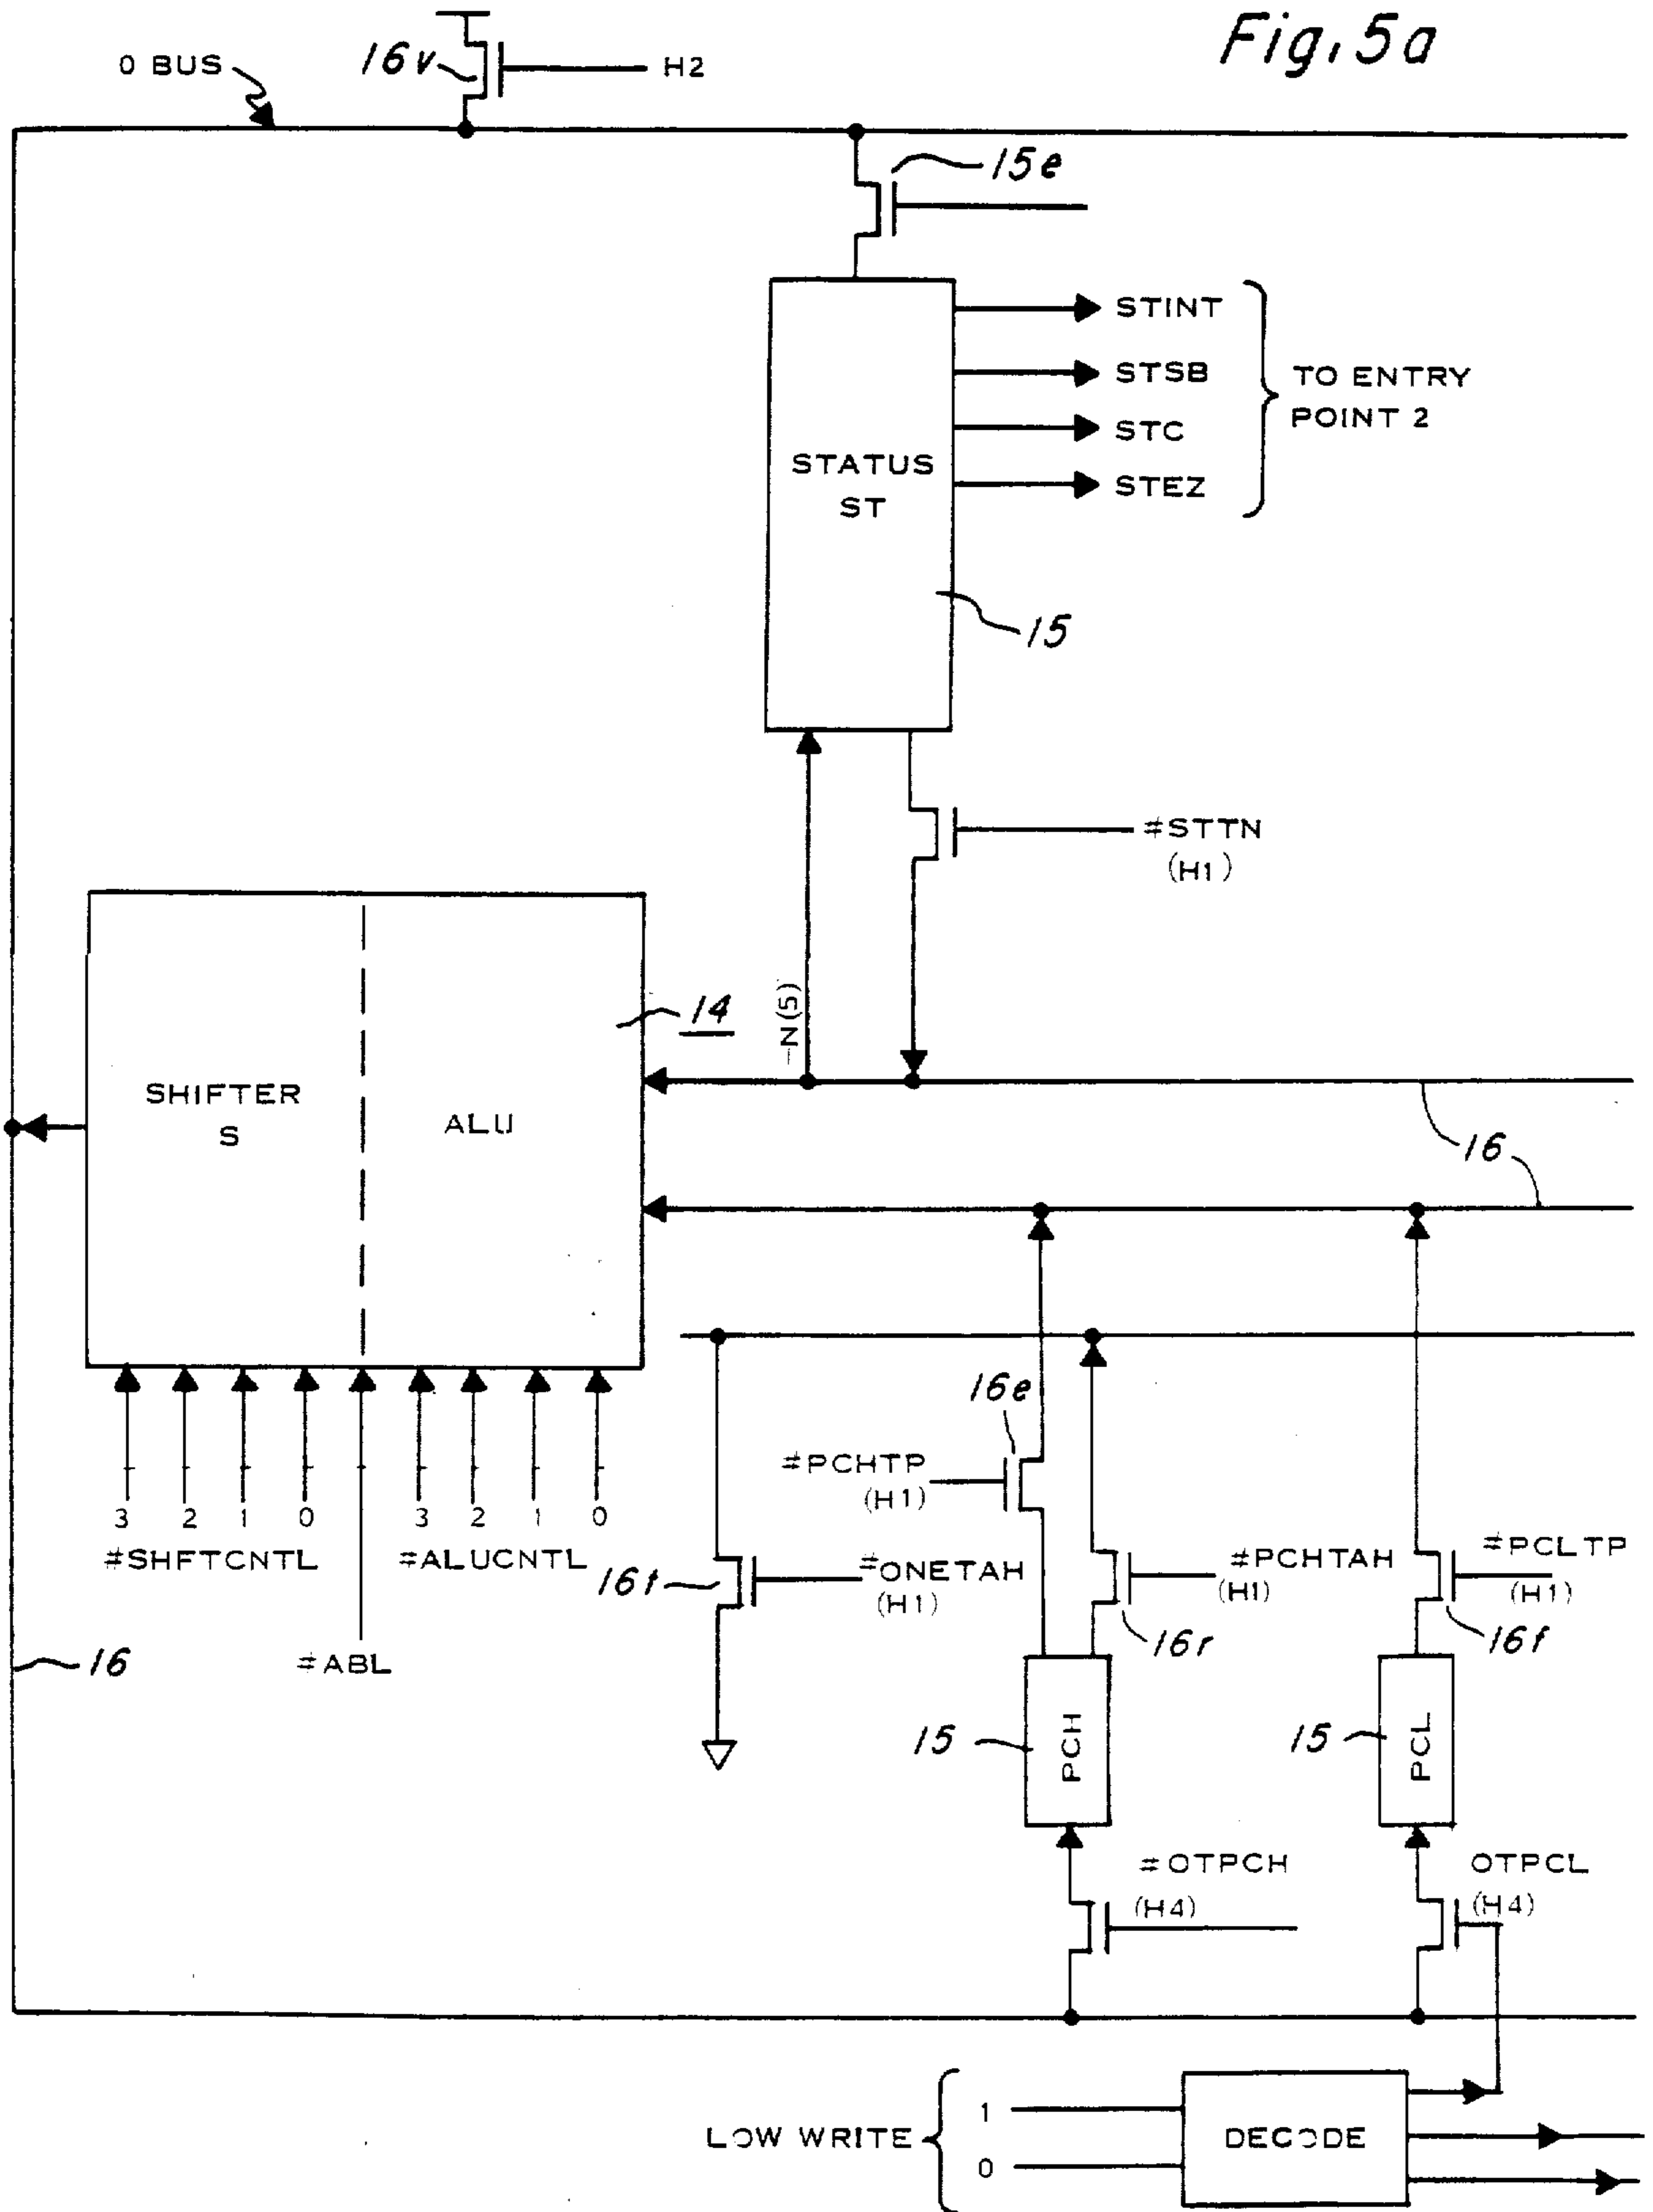 Fig. 5a
O BUS
16v
H2
15e
STINT
STSB
STC
STEZ
TO ENTRY
POINT 2
STATUS
ST
15
#STTN
(H1)
-N(5)
14
SHIFTER
S
ALU
16
16e
#PCHTP
(H1)
3 2 1 0 3 2 1 0
#SHFTCNTL #ALUCNTL
#ABL
16t
#ONETAH
(H1)
#PCHTAH
(H1)
16r
#PCLTP
(H1)
16f
16
15
PCH
15
PCL
#OTPCH
(H4)
OTPCL
(H4)
LOW WRITE
1
0
DECODE